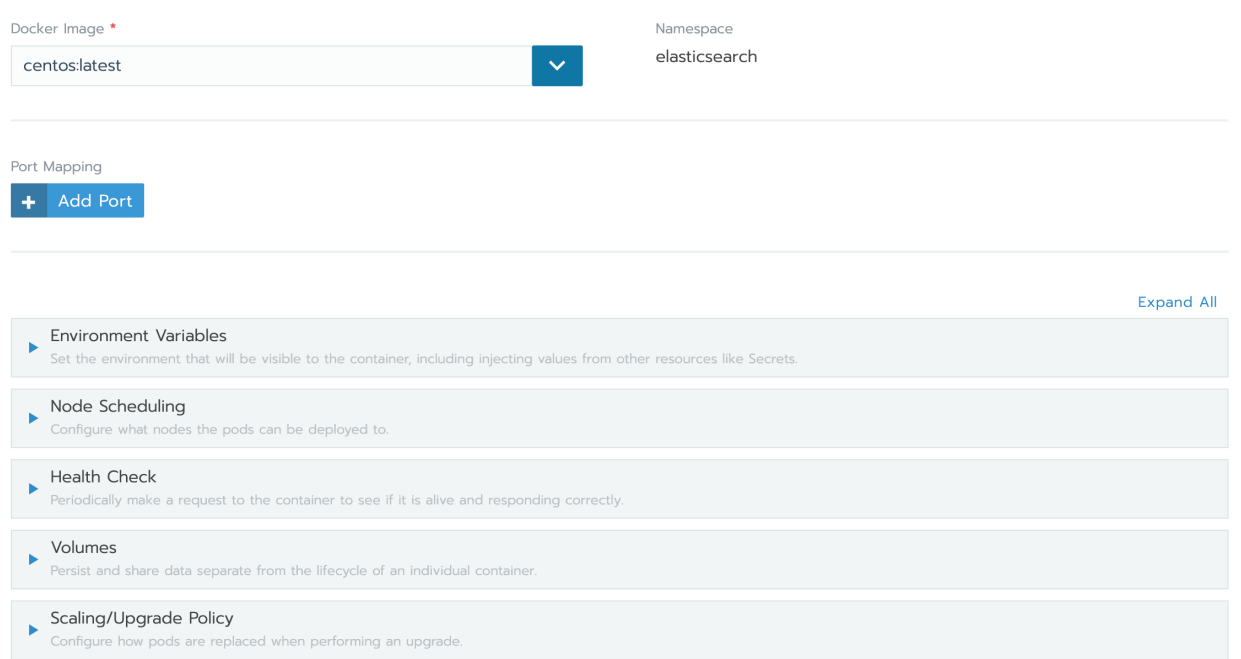 Docker Image *
Namespace
centos:latest
elasticsearch
Port Mapping
+ Add Port
Expand All
Environment Variables
Set the environment that will be visible to the container, including injecting values from other resources like Secrets.
Node Scheduling
Configure what nodes the pods can be deployed to.
Health Check
Periodically make a request to the container to see if it is alive and responding correctly.
Volumes
Persist and share data separate from the lifecycle of an individual container.
Scaling/Upgrade Policy
Configure how pods are replaced when performing an upgrade.